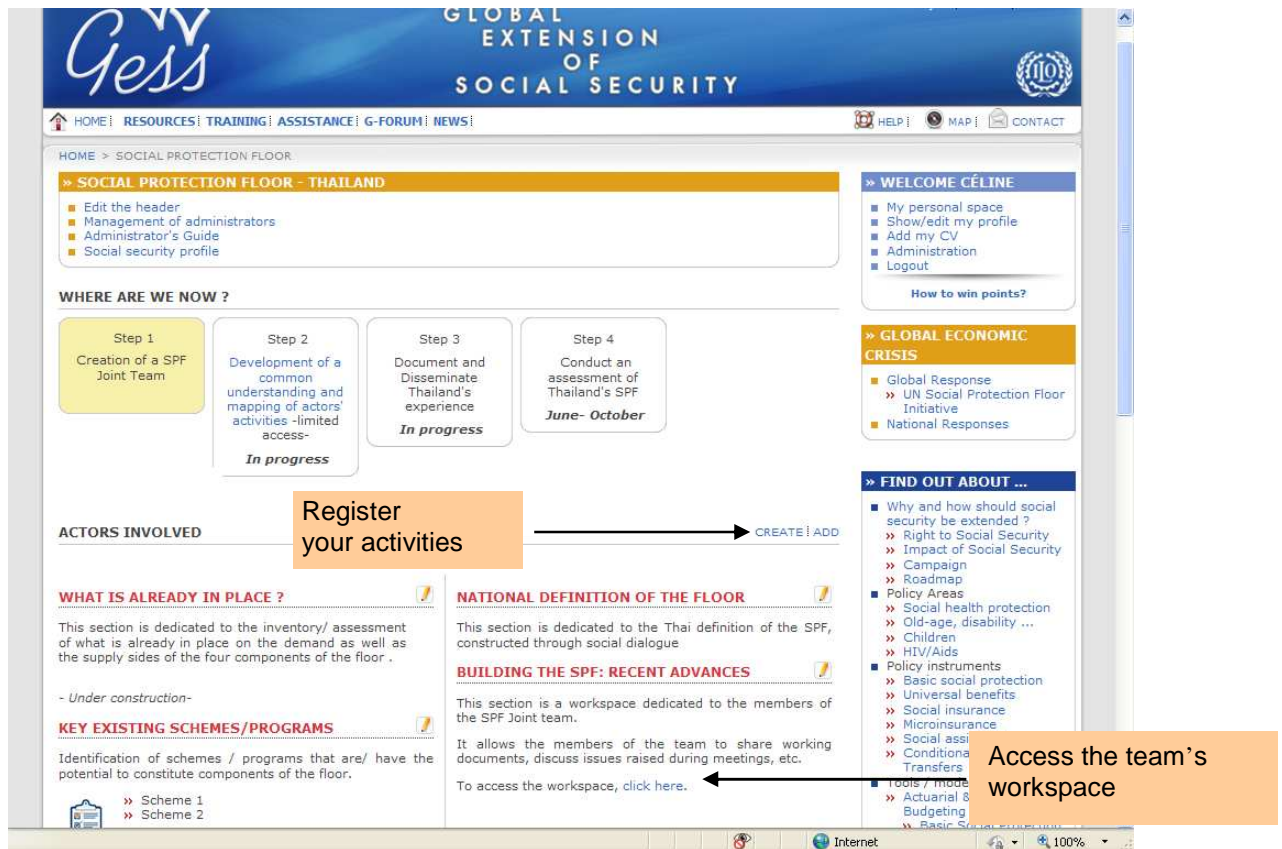 Gess
GLOBAL
EXTENSION
OF
SOCIAL SECURITY
HOME RESOURCES TRAINING ASSISTANCE G-FORUM NEWS
HELP MAP CONTACT
HOME > SOCIAL PROTECTION FLOOR
» SOCIAL PROTECTION FLOOR - THAILAND
Edit the header
Management of administrators
Administrator's Guide
Social security profile
WHERE ARE WE NOW ?
Step 1
Creation of a SPF
Joint Team
Step 2
Development of a
common
understanding and
mapping of actors'
activities -limited
access-
In progress
Step 3
Document and
Disseminate
Thailand's
experience
In progress
Step 4
Conduct an
assessment of
Thailand's SPF
June- October
Register
your activities
ACTORS INVOLVED
CREATE ADD
WHAT IS ALREADY IN PLACE ?
This section is dedicated to the inventory/ assessment
of what is already in place on the demand as well as
the supply sides of the four components of the floor .
- Under construction-
KEY EXISTING SCHEMES/PROGRAMS
Identification of schemes / programs that are/ have the
potential to constitute components of the floor.
» Scheme 1
» Scheme 2
NATIONAL DEFINITION OF THE FLOOR
This section is dedicated to the Thai definition of the SPF,
constructed through social dialogue
BUILDING THE SPF: RECENT ADVANCES
This section is a workspace dedicated to the members of
the SPF Joint team.
It allows the members of the team to share working
documents, discuss issues raised during meetings, etc.
To access the workspace, click here.
» WELCOME CÉLINE
My personal space
Show/edit my profile
Add my CV
Administration
Logout
How to win points?
» GLOBAL ECONOMIC
CRISIS
Global Response
» UN Social Protection Floor
Initiative
National Responses
» FIND OUT ABOUT ...
Why and how should social
security be extended ?
» Right to Social Security
» Impact of Social Security
» Campaign
» Roadmap
Policy Areas
» Social health protection
» Old-age, disability ...
» Children
» HIV/Aids
Policy instruments
» Basic social protection
» Universal benefits
» Social insurance
» Microinsurance
» Social
»
Transfers
Tools /
» Actuarial &
Budgeting
» Basic Social Protection
Access the team's
workspace
Internet
100%